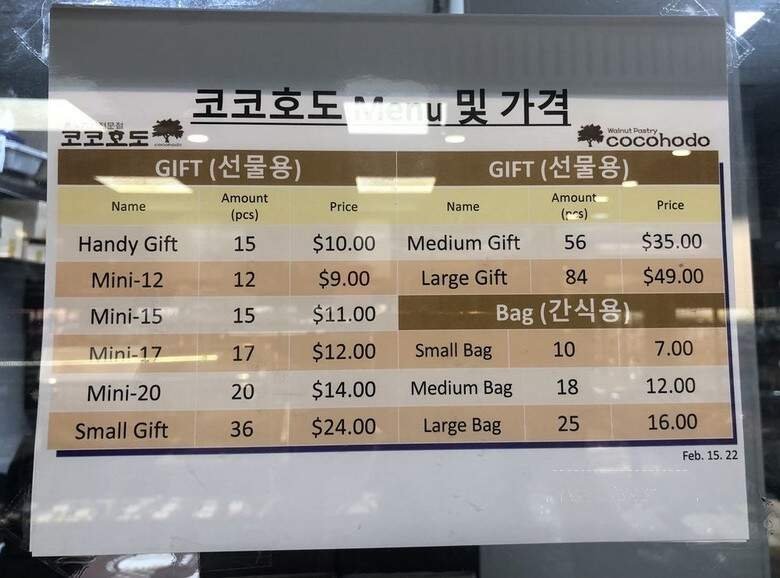 코코호도 Menu 및 가격
코코호도
cocohodo
Walnut Pastry
cocohodo
GIFT (선물용)
Name Amount (pcs) Price
Handy Gift 15 $10.00
Mini-12 12 $9.00
Mini-15 15 $11.00
Mini-17 17 $12.00
Mini-20 20 $14.00
Small Gift 36 $24.00
GIFT (선물용)
Name Amount (pcs) Price
Medium Gift 56 $35.00
Large Gift 84 $49.00
Bag (간식용)
Small Bag 10 7.00
Medium Bag 18 12.00
Large Bag 25 16.00
Feb. 15. 22